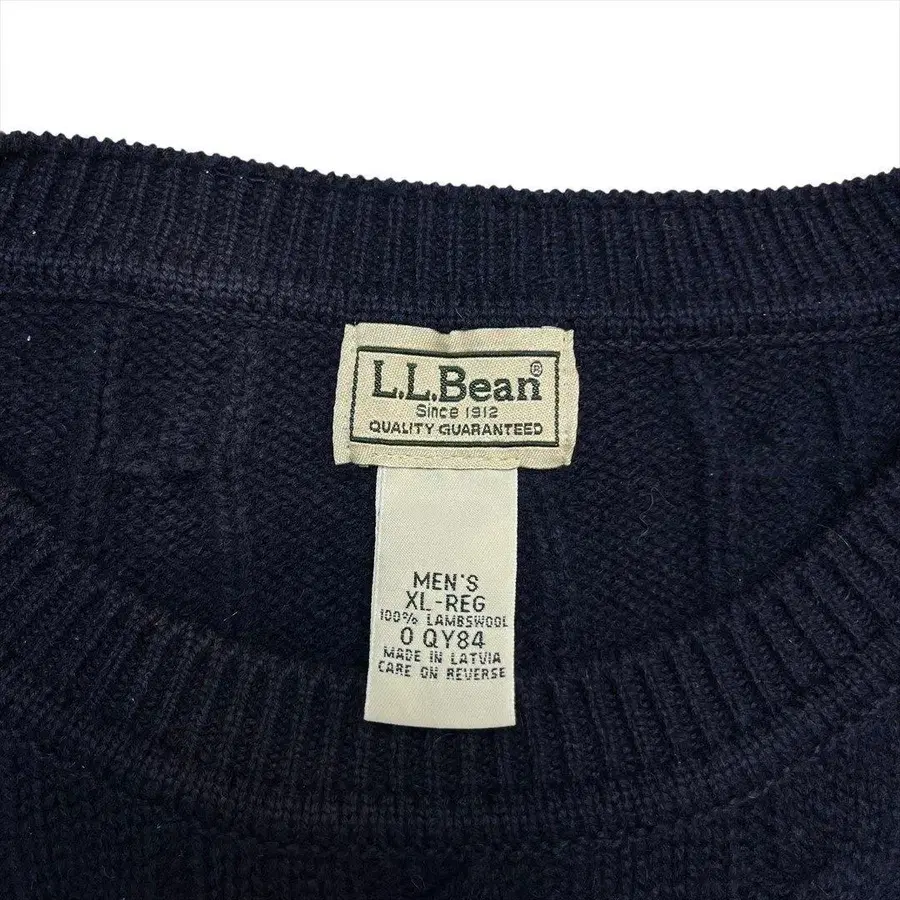 L.L.Bean®
Since 1912
QUALITY GUARANTEED
MEN'S
XL-REG
100% LAMBSWOOL
0 QY84
MADE IN LATVIA
CARE ON REVERSE